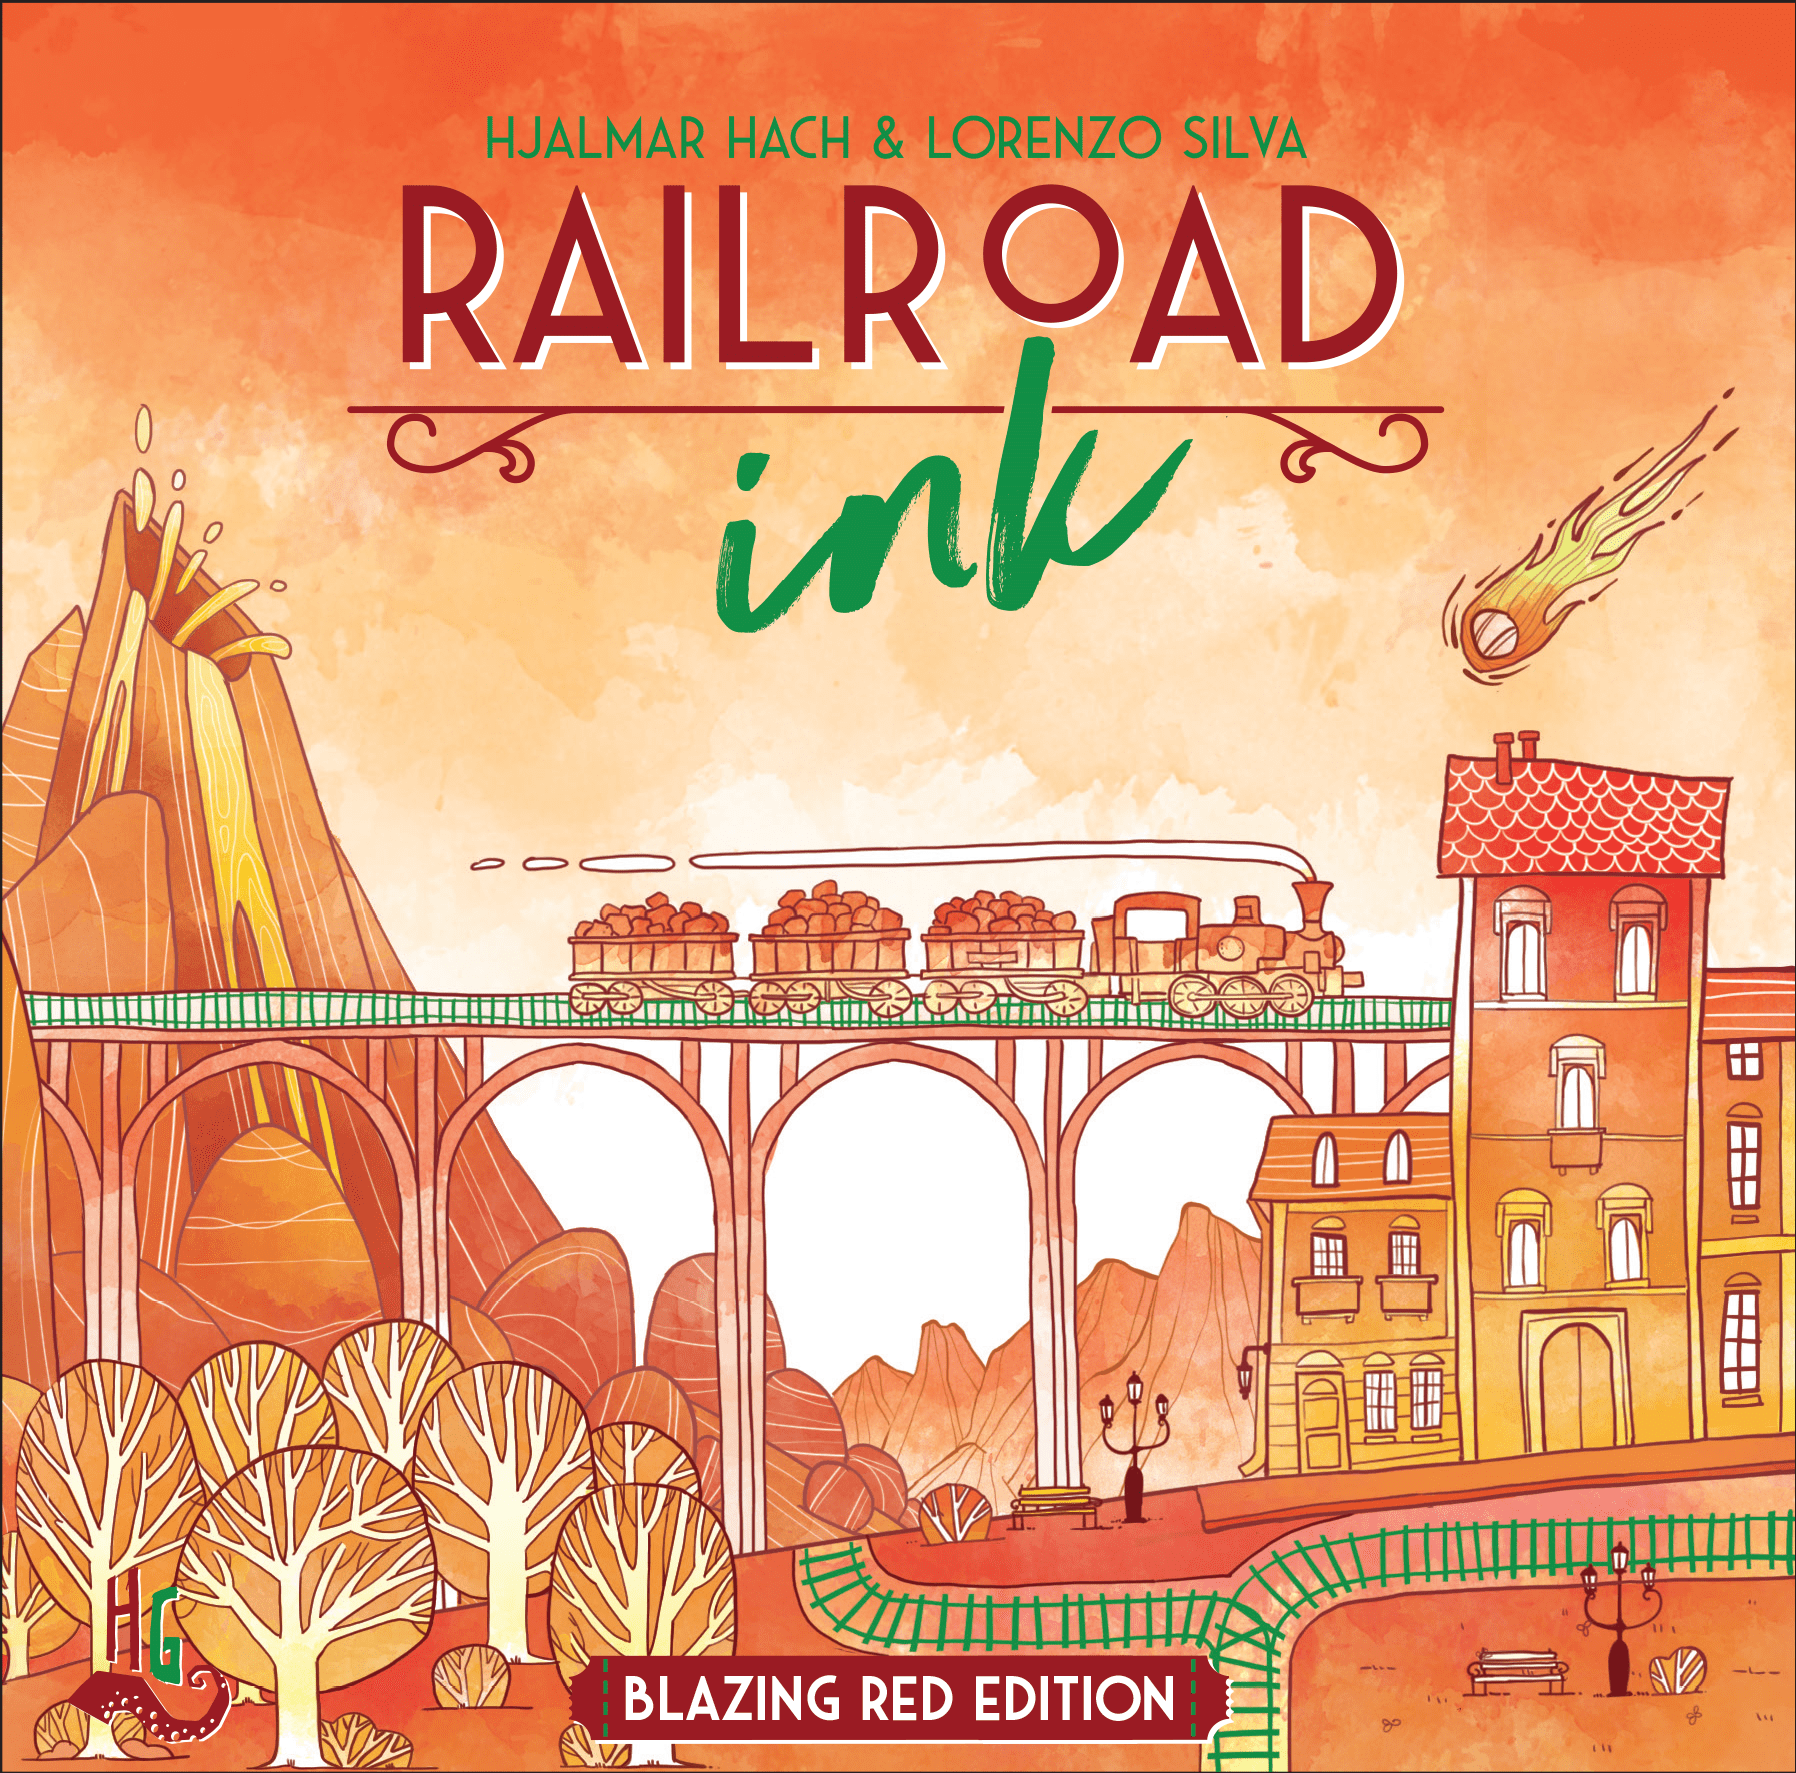 HJALMAR HACH & LORENZO SILVA
RAILROAD
ink
HG
BLAZING RED EDITION